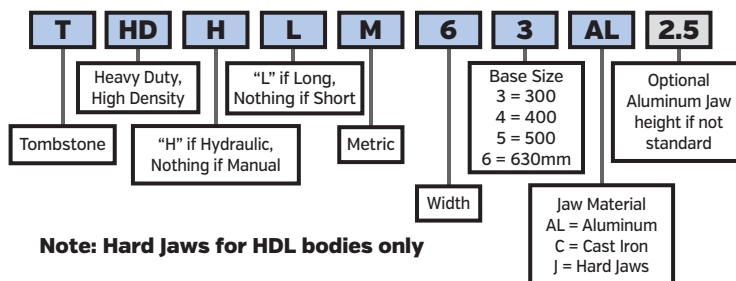 T HD H L M 6 3 AL 2.5
Heavy Duty,
High Density
“L” if Long,
Nothing if Short
Base Size
3 = 300
4 = 400
5 = 500
6 = 630mm
Optional
Aluminum Jaw
height if not
standard
Tombstone
“H” if Hydraulic,
Nothing if Manual
Metric
Width
Jaw Material
AL = Aluminum
C = Cast Iron
J = Hard Jaws
Note: Hard Jaws for HDL bodies only